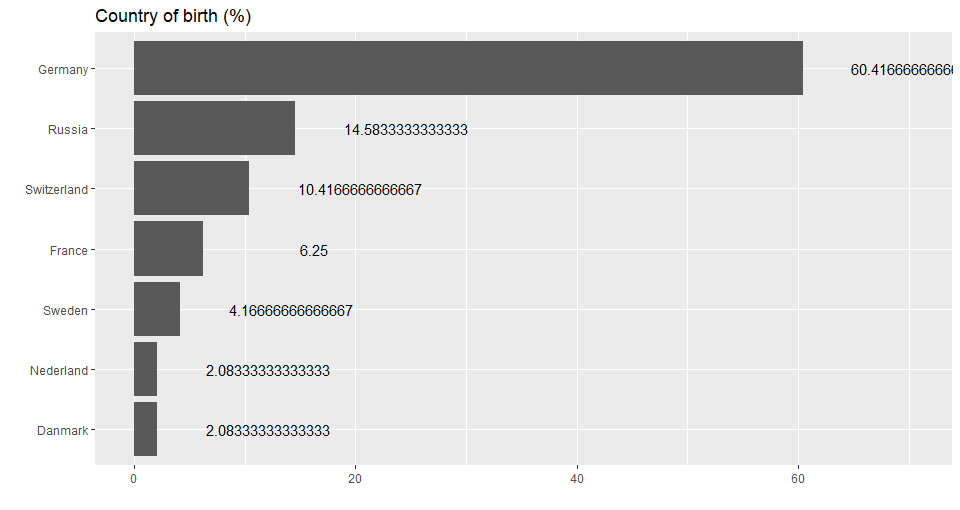 Country of birth (%)
Germany 60.41666666666
Russia 14.5833333333333
Switzerland 10.4166666666667
France 6.25
Sweden 4.16666666666667
Nederland 2.08333333333333
Danmark 2.08333333333333
0 20 40 60